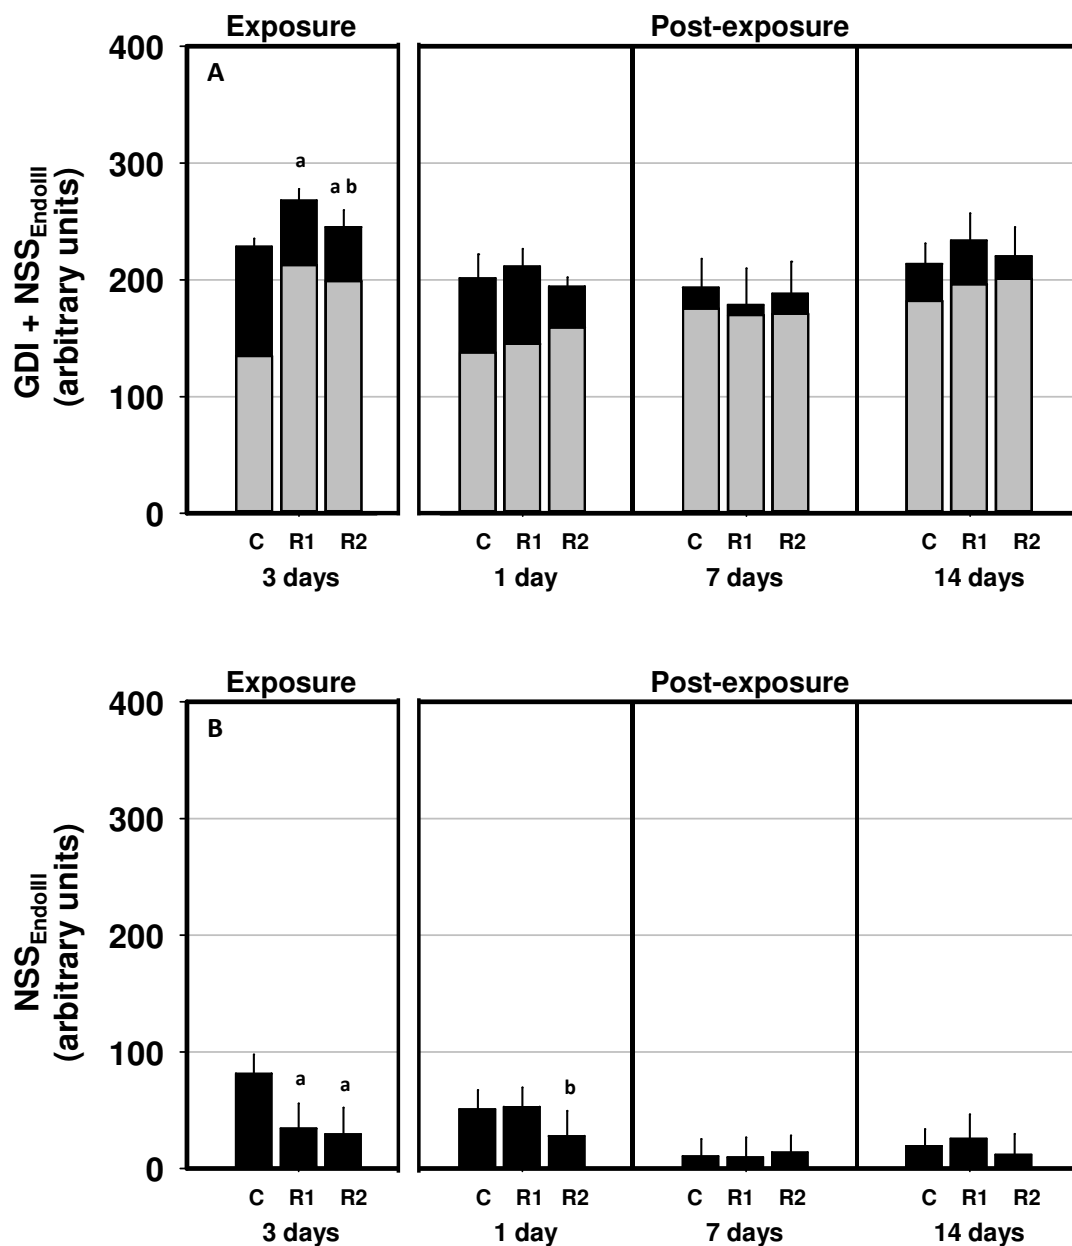 Exposure Post-exposure
400
A
300
a
a b
200
100
0
GDI + NSSEndoIII
(arbitrary units)
C R1 R2 C R1 R2 C R1 R2 C R1 R2
3 days 1 day 7 days 14 days
Exposure Post-exposure
400
B
300
200
100
a a b
0
NSSEndoIII
(arbitrary units)
C R1 R2 C R1 R2 C R1 R2 C R1 R2
3 days 1 day 7 days 14 days